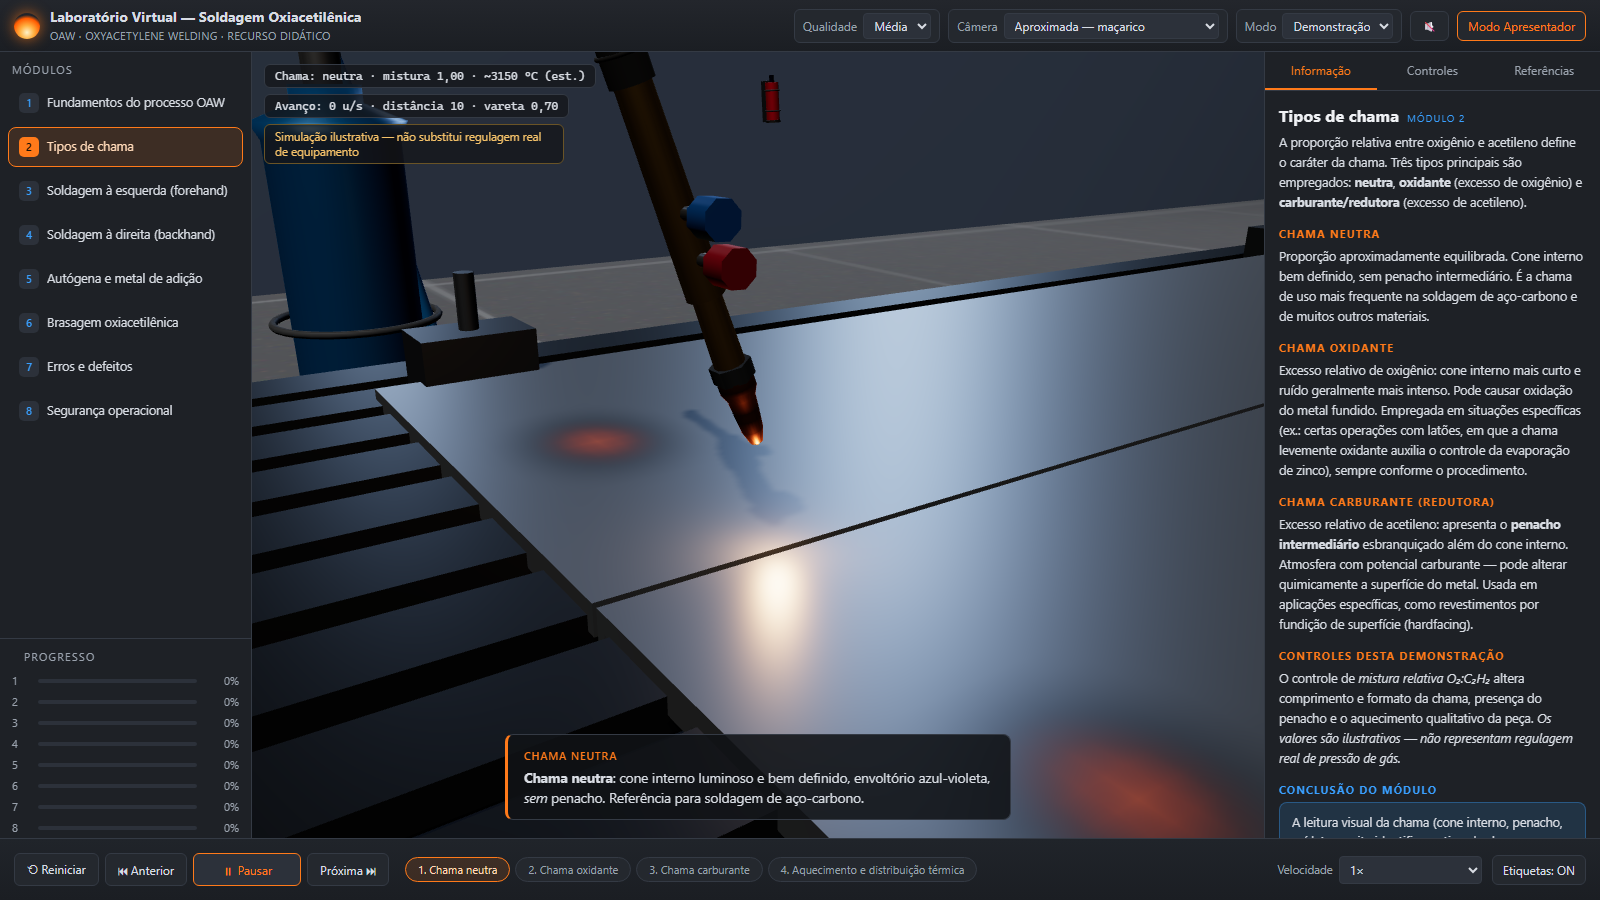 Laboratório Virtual — Soldagem Oxiacetilênica
OAW · OXYACETYLENE WELDING · RECURSO DIDÁTICO
Qualidade Média
Câmera Aproximada — maçarico
Modo Demonstração
Modo Apresentador
MÓDULOS
1 Fundamentos do processo OAW
2 Tipos de chama
3 Soldagem à esquerda (forehand)
4 Soldagem à direita (backhand)
5 Autógena e metal de adição
6 Brasagem oxiacetilênica
7 Erros e defeitos
8 Segurança operacional
PROGRESSO
1 0%
2 0%
3 0%
4 0%
5 0%
6 0%
7 0%
8 0%
Chama: neutra · mistura 1,00 · ~3150 °C (est.)
Avanço: 0 u/s · distância 10 · vareta 0,70
Simulação ilustrativa — não substitui regulagem real
de equipamento
CHAMA NEUTRA
Chama neutra: cone interno luminoso e bem definido, envoltório azul-violeta,
sem penacho. Referência para soldagem de aço-carbono.
Informação
Controles
Referências
Tipos de chama MÓDULO 2
A proporção relativa entre oxigênio e acetileno define
o caráter da chama. Três tipos principais são
empregados: neutra, oxidante (excesso de oxigênio) e
carburante/redutora (excesso de acetileno).
CHAMA NEUTRA
Proporção aproximadamente equilibrada. Cone interno
bem definido, sem penacho intermediário. É a chama
de uso mais frequente na soldagem de aço-carbono e
de muitos outros materiais.
CHAMA OXIDANTE
Excesso relativo de oxigênio: cone interno mais curto e
ruído geralmente mais intenso. Pode causar oxidação
do metal fundido. Empregada em situações específicas
(ex.: certas operações com latões, em que a chama
levemente oxidante auxilia o controle da evaporação
de zinco), sempre conforme o procedimento.
CHAMA CARBURANTE (REDUTORA)
Excesso relativo de acetileno: apresenta o penacho
intermediário esbranquiçado além do cone interno.
Atmosfera com potencial carburante — pode alterar
quimicamente a superfície do metal. Usada em
aplicações específicas, como revestimentos por
fundição de superfície (hardfacing).
CONTROLES DESTA DEMONSTRAÇÃO
O controle de mistura relativa O₂:C₂H₂ altera
comprimento e formato da chama, presença do
penacho e o aquecimento qualitativo da peça. Os
valores são ilustrativos — não representam regulagem
real de pressão de gás.
CONCLUSÃO DO MÓDULO
A leitura visual da chama (cone interno, penacho,
Reiniciar
Anterior
Pausar
Próxima
1. Chama neutra
2. Chama oxidante
3. Chama carburante
4. Aquecimento e distribuição térmica
Velocidade 1×
Etiquetas: ON